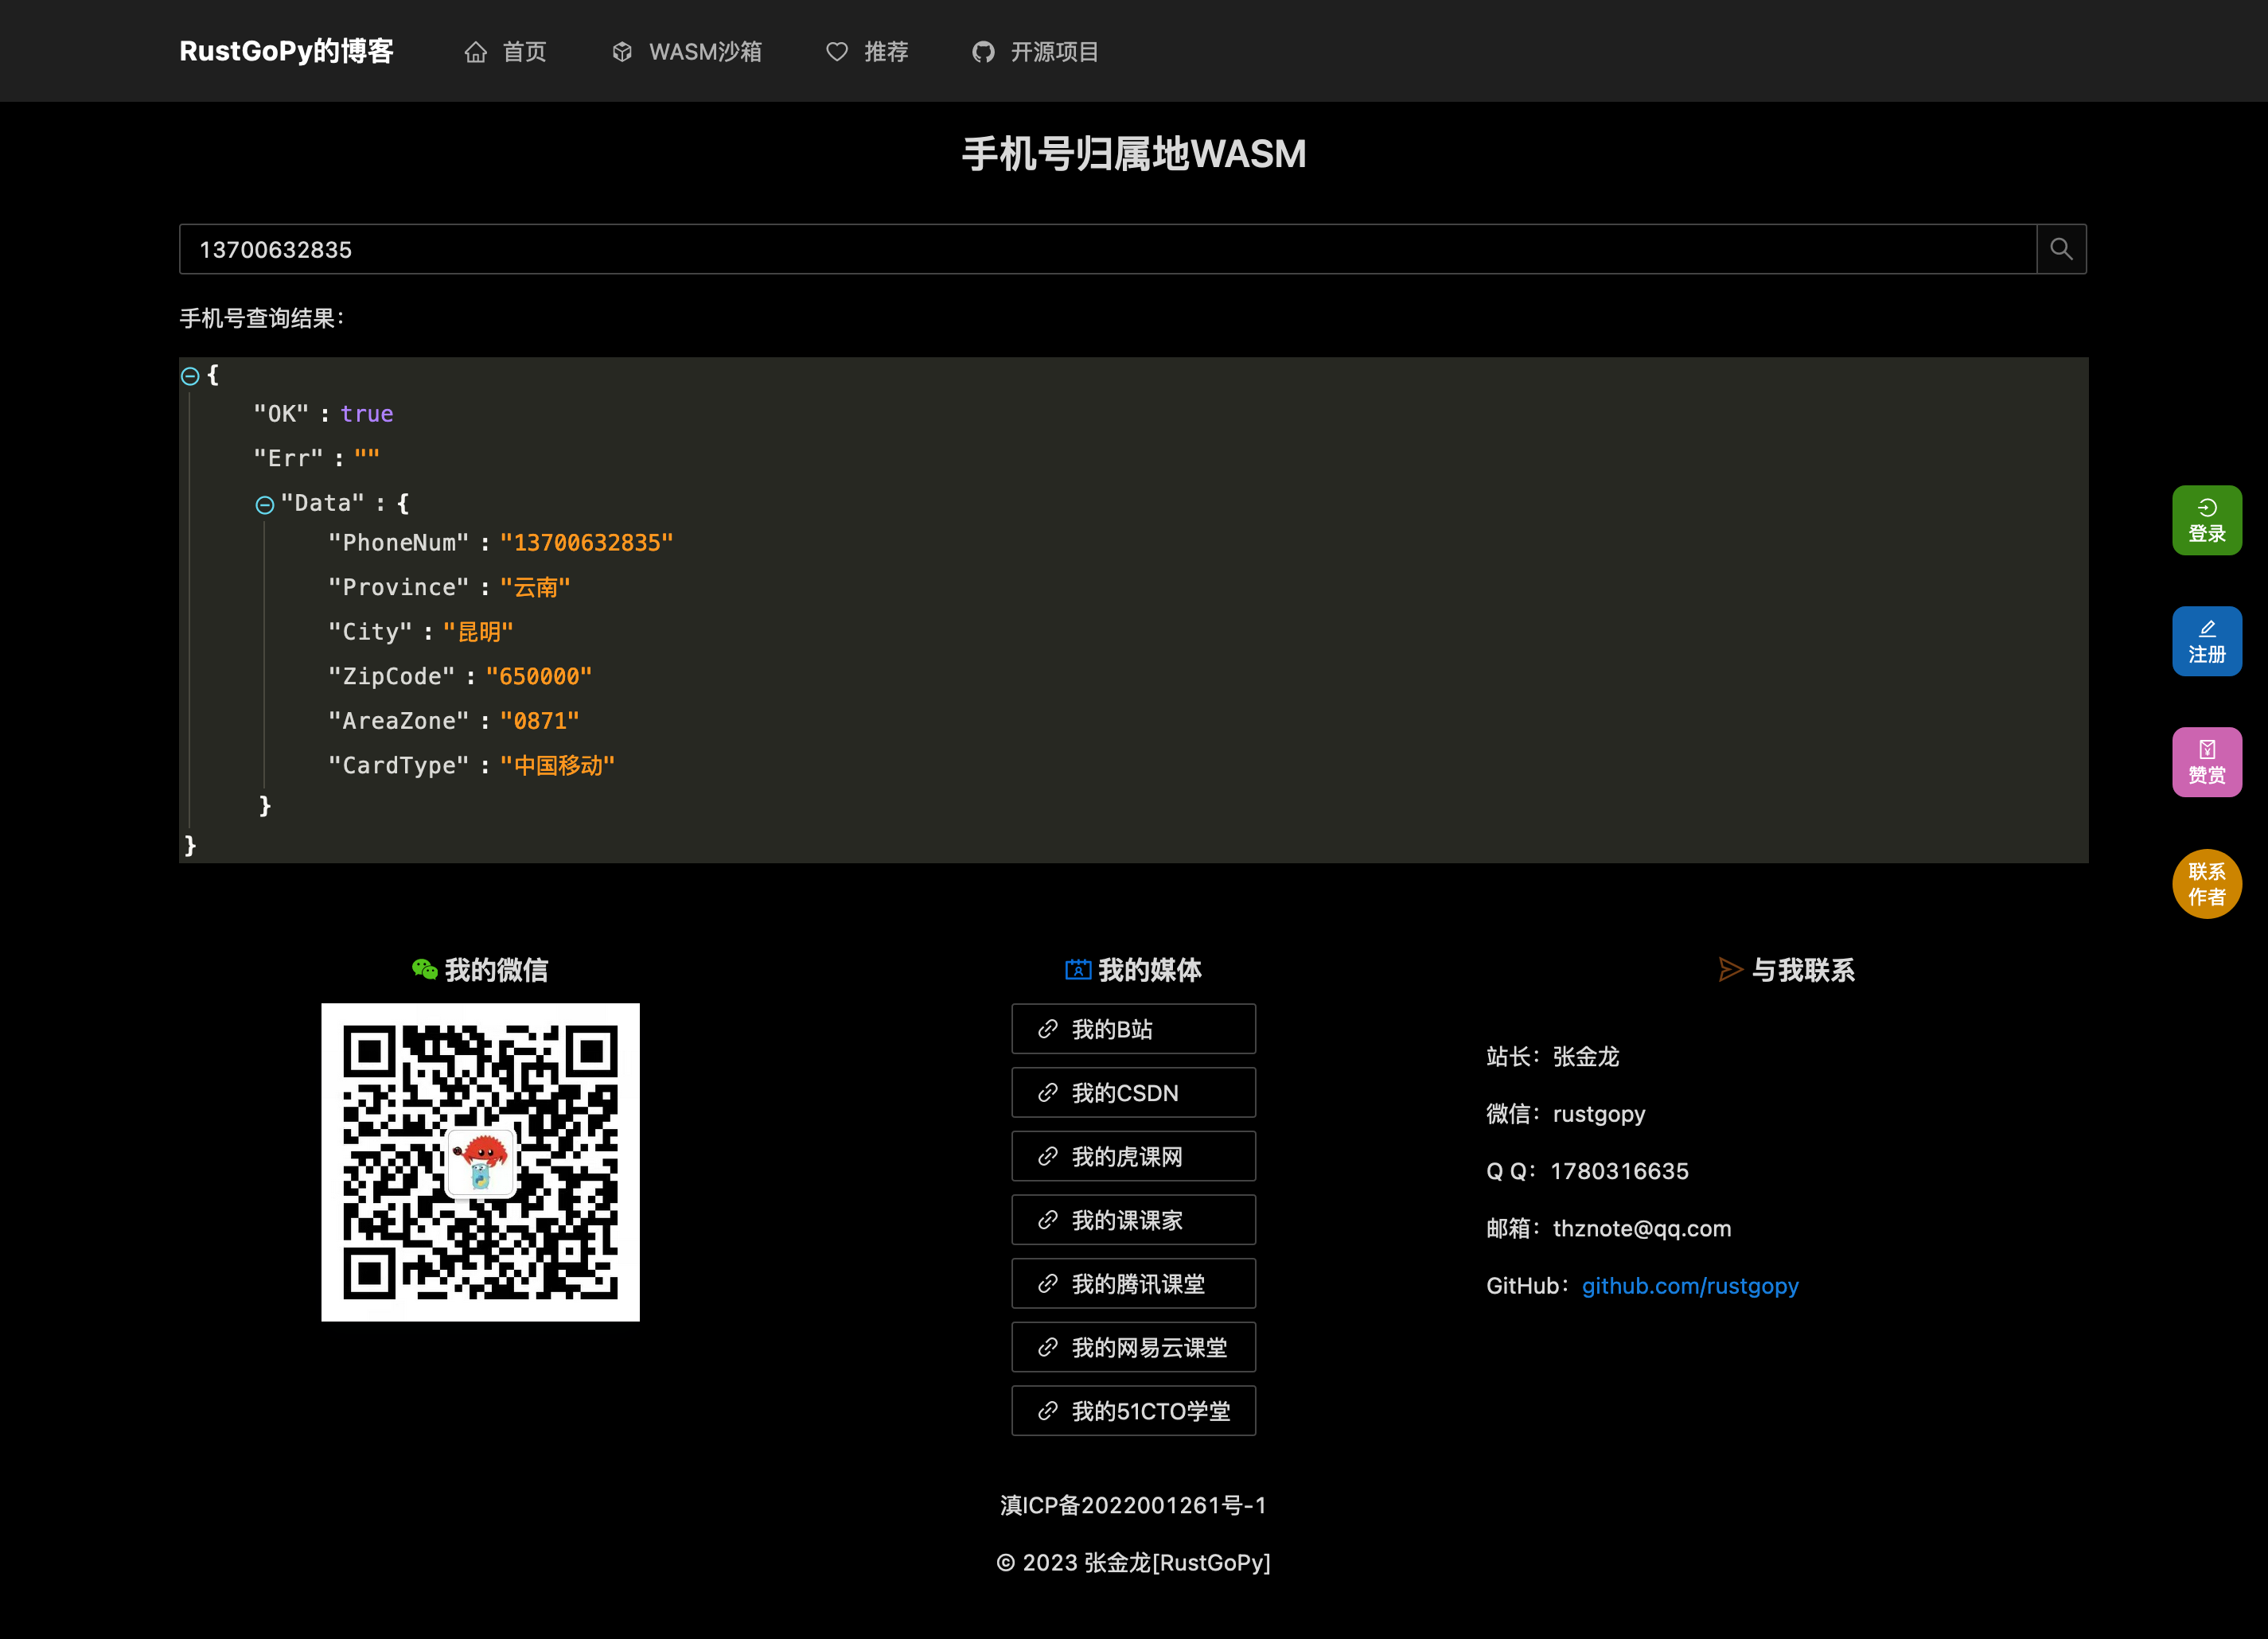 RustGoPy的博客 首页 WASM沙箱 推荐 开源项目
手机号归属地WASM
13700632835
手机号查询结果：
{
"OK" : true
"Err" : ""
"Data" : {
"PhoneNum" : "13700632835"
"Province" : "云南"
"City" : "昆明"
"ZipCode" : "650000"
"AreaZone" : "0871"
"CardType" : "中国移动"
}
}
登录
注册
赞赏
联系
作者
我的微信
我的媒体
我的B站
我的CSDN
我的虎课网
我的课课家
我的腾讯课堂
我的网易云课堂
我的51CTO学堂
与我联系
站长：张金龙
微信：rustgopy
Q Q：1780316635
邮箱：thznote@qq.com
GitHub：github.com/rustgopy
滇ICP备2022001261号-1
© 2023 张金龙[RustGoPy]